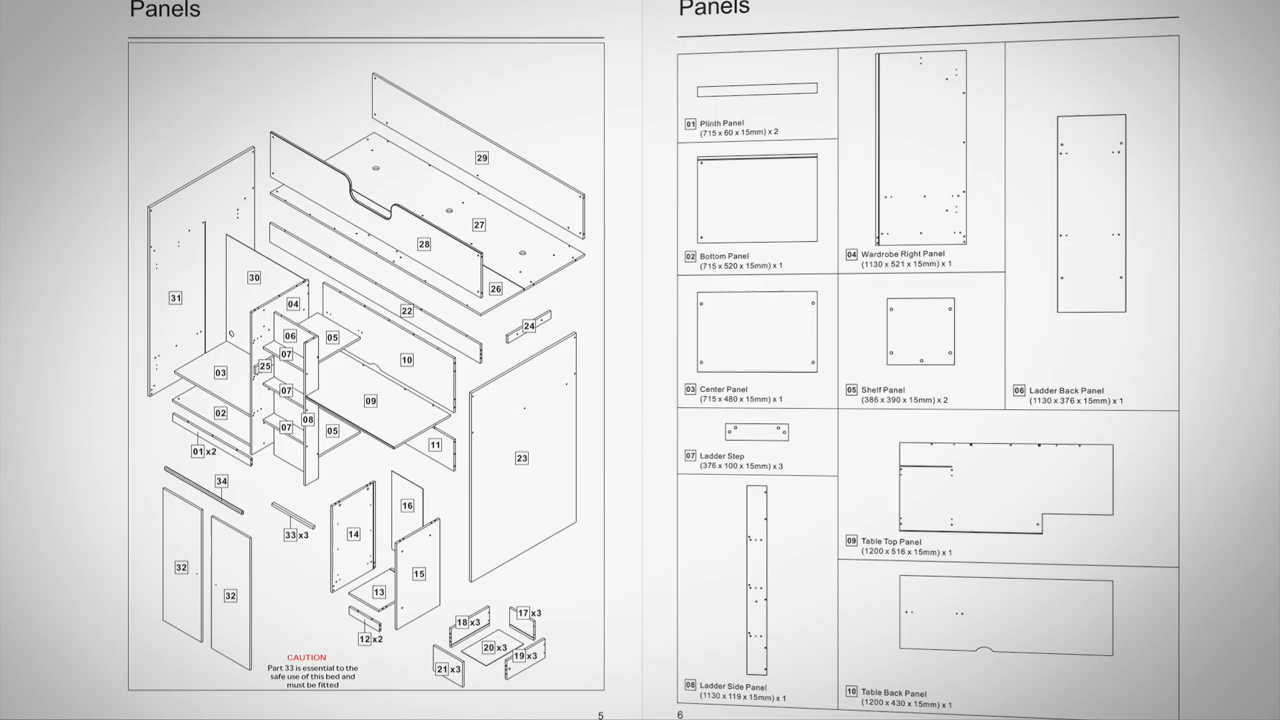 Panels
29
27
28
26
30
31
04
22
24
06
05
07
10
25
03
07
09
02
08
07
05
11
01 x2
23
34
16
33 x3
14
15
32
13
32
17 x3
18 x3
12 x2
20 x3
19 x3
21 x3
CAUTION
Part 33 is essential to the
safe use of this bed and
must be fitted
5
Panels
01 Plinth Panel
(715 x 60 x 15mm) x 2
02 Bottom Panel
(715 x 520 x 15mm) x 1
04 Wardrobe Right Panel
(1130 x 521 x 15mm) x 1
03 Center Panel
(715 x 480 x 15mm) x 1
05 Shelf Panel
(386 x 390 x 15mm) x 2
06 Ladder Back Panel
(1130 x 376 x 15mm) x 1
07 Ladder Step
(376 x 100 x 15mm) x 3
09 Table Top Panel
(1200 x 516 x 15mm) x 1
08 Ladder Side Panel
(1130 x 119 x 15mm) x 1
10 Table Back Panel
(1200 x 430 x 15mm) x 1
6